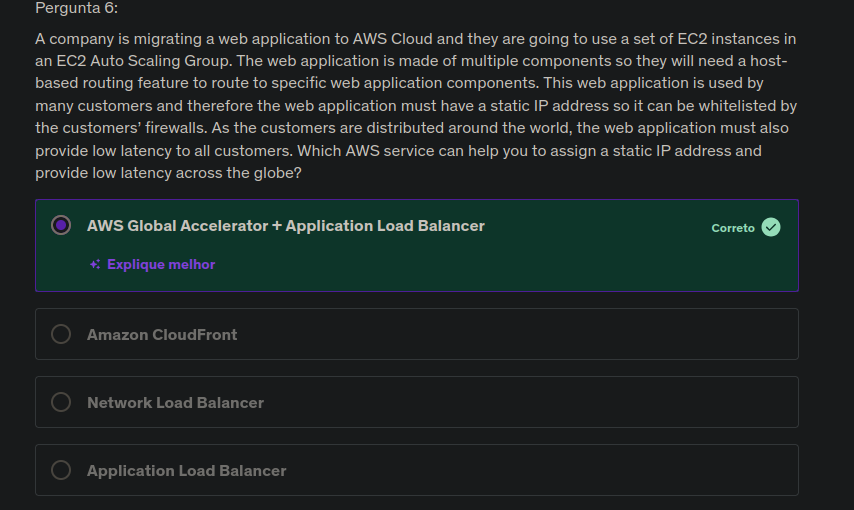 Pergunta 6:
A company is migrating a web application to AWS Cloud and they are going to use a set of EC2 instances in
an EC2 Auto Scaling Group. The web application is made of multiple components so they will need a host-
based routing feature to route to specific web application components. This web application is used by
many customers and therefore the web application must have a static IP address so it can be whitelisted by
the customers' firewalls. As the customers are distributed around the world, the web application must also
provide low latency to all customers. Which AWS service can help you to assign a static IP address and
provide low latency across the globe?
AWS Global Accelerator + Application Load Balancer
Correto
Explique melhor
Amazon CloudFront
Network Load Balancer
Application Load Balancer